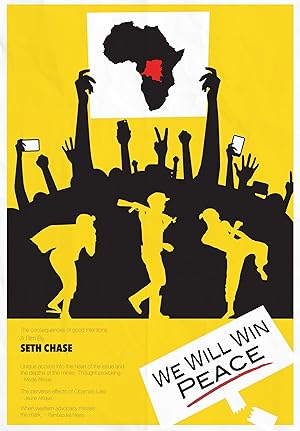 The consequences of good intentions
A Film By
SETH CHASE
Unique access into the heart of the issue and
the depths of the mines. Thought provoking -
- Media Afrique
The perverse effects of Obama's Law
- Jeune Afrique
When western advocacy misses
the mark. -
WE WILL WIN
PEACE